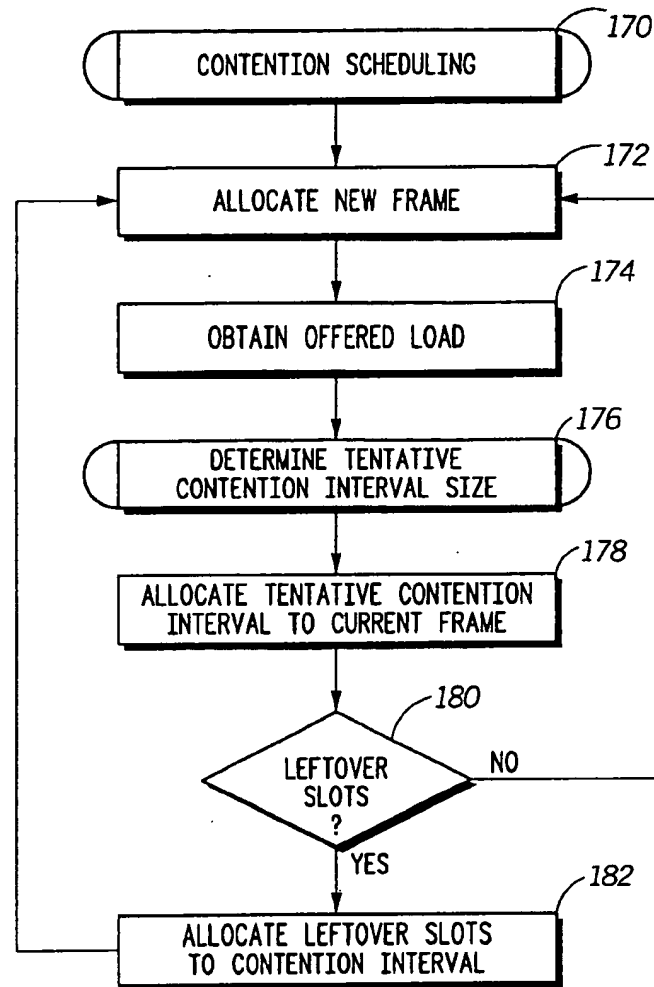 170
CONTENTION SCHEDULING
172
ALLOCATE NEW FRAME
174
OBTAIN OFFERED LOAD
176
DETERMINE TENTATIVE
CONTENTION INTERVAL SIZE
178
ALLOCATE TENTATIVE CONTENTION
INTERVAL TO CURRENT FRAME
180
LEFTOVER
SLOTS
?
NO
YES
182
ALLOCATE LEFTOVER SLOTS
TO CONTENTION INTERVAL